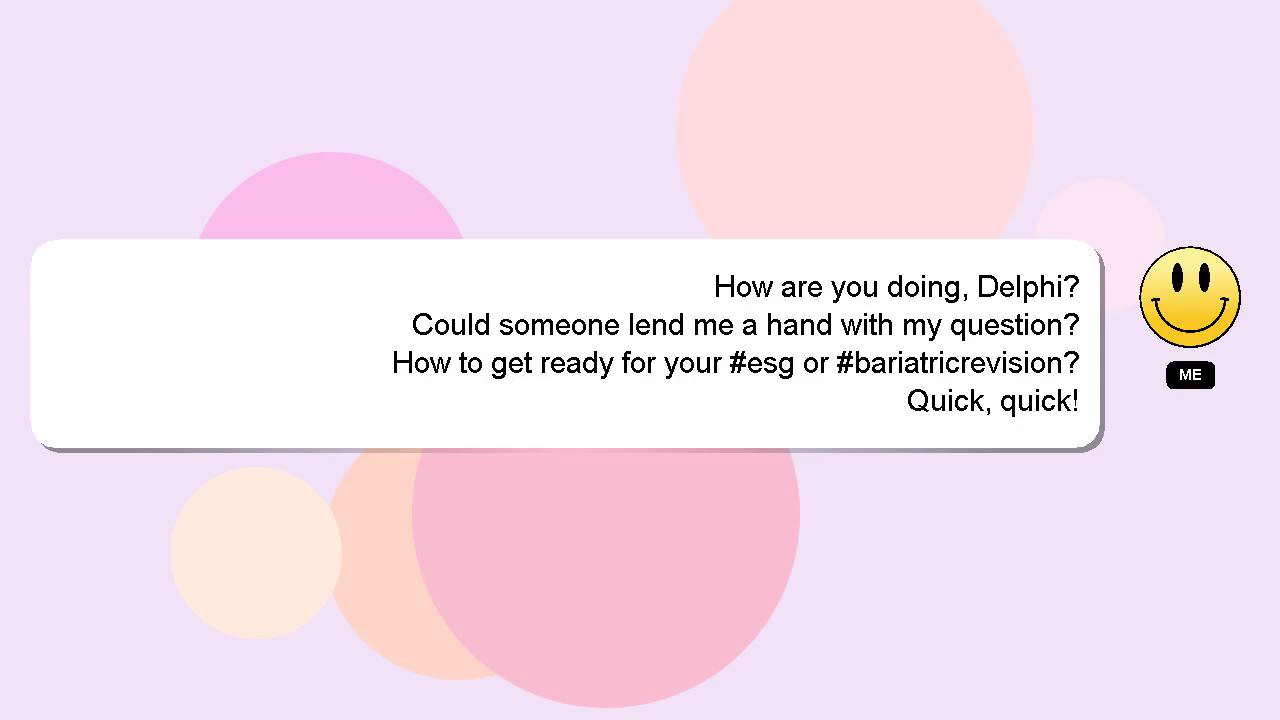 How are you doing, Delphi?
Could someone lend me a hand with my question?
How to get ready for your #esg or #bariatricrevision?
Quick, quick!
ME